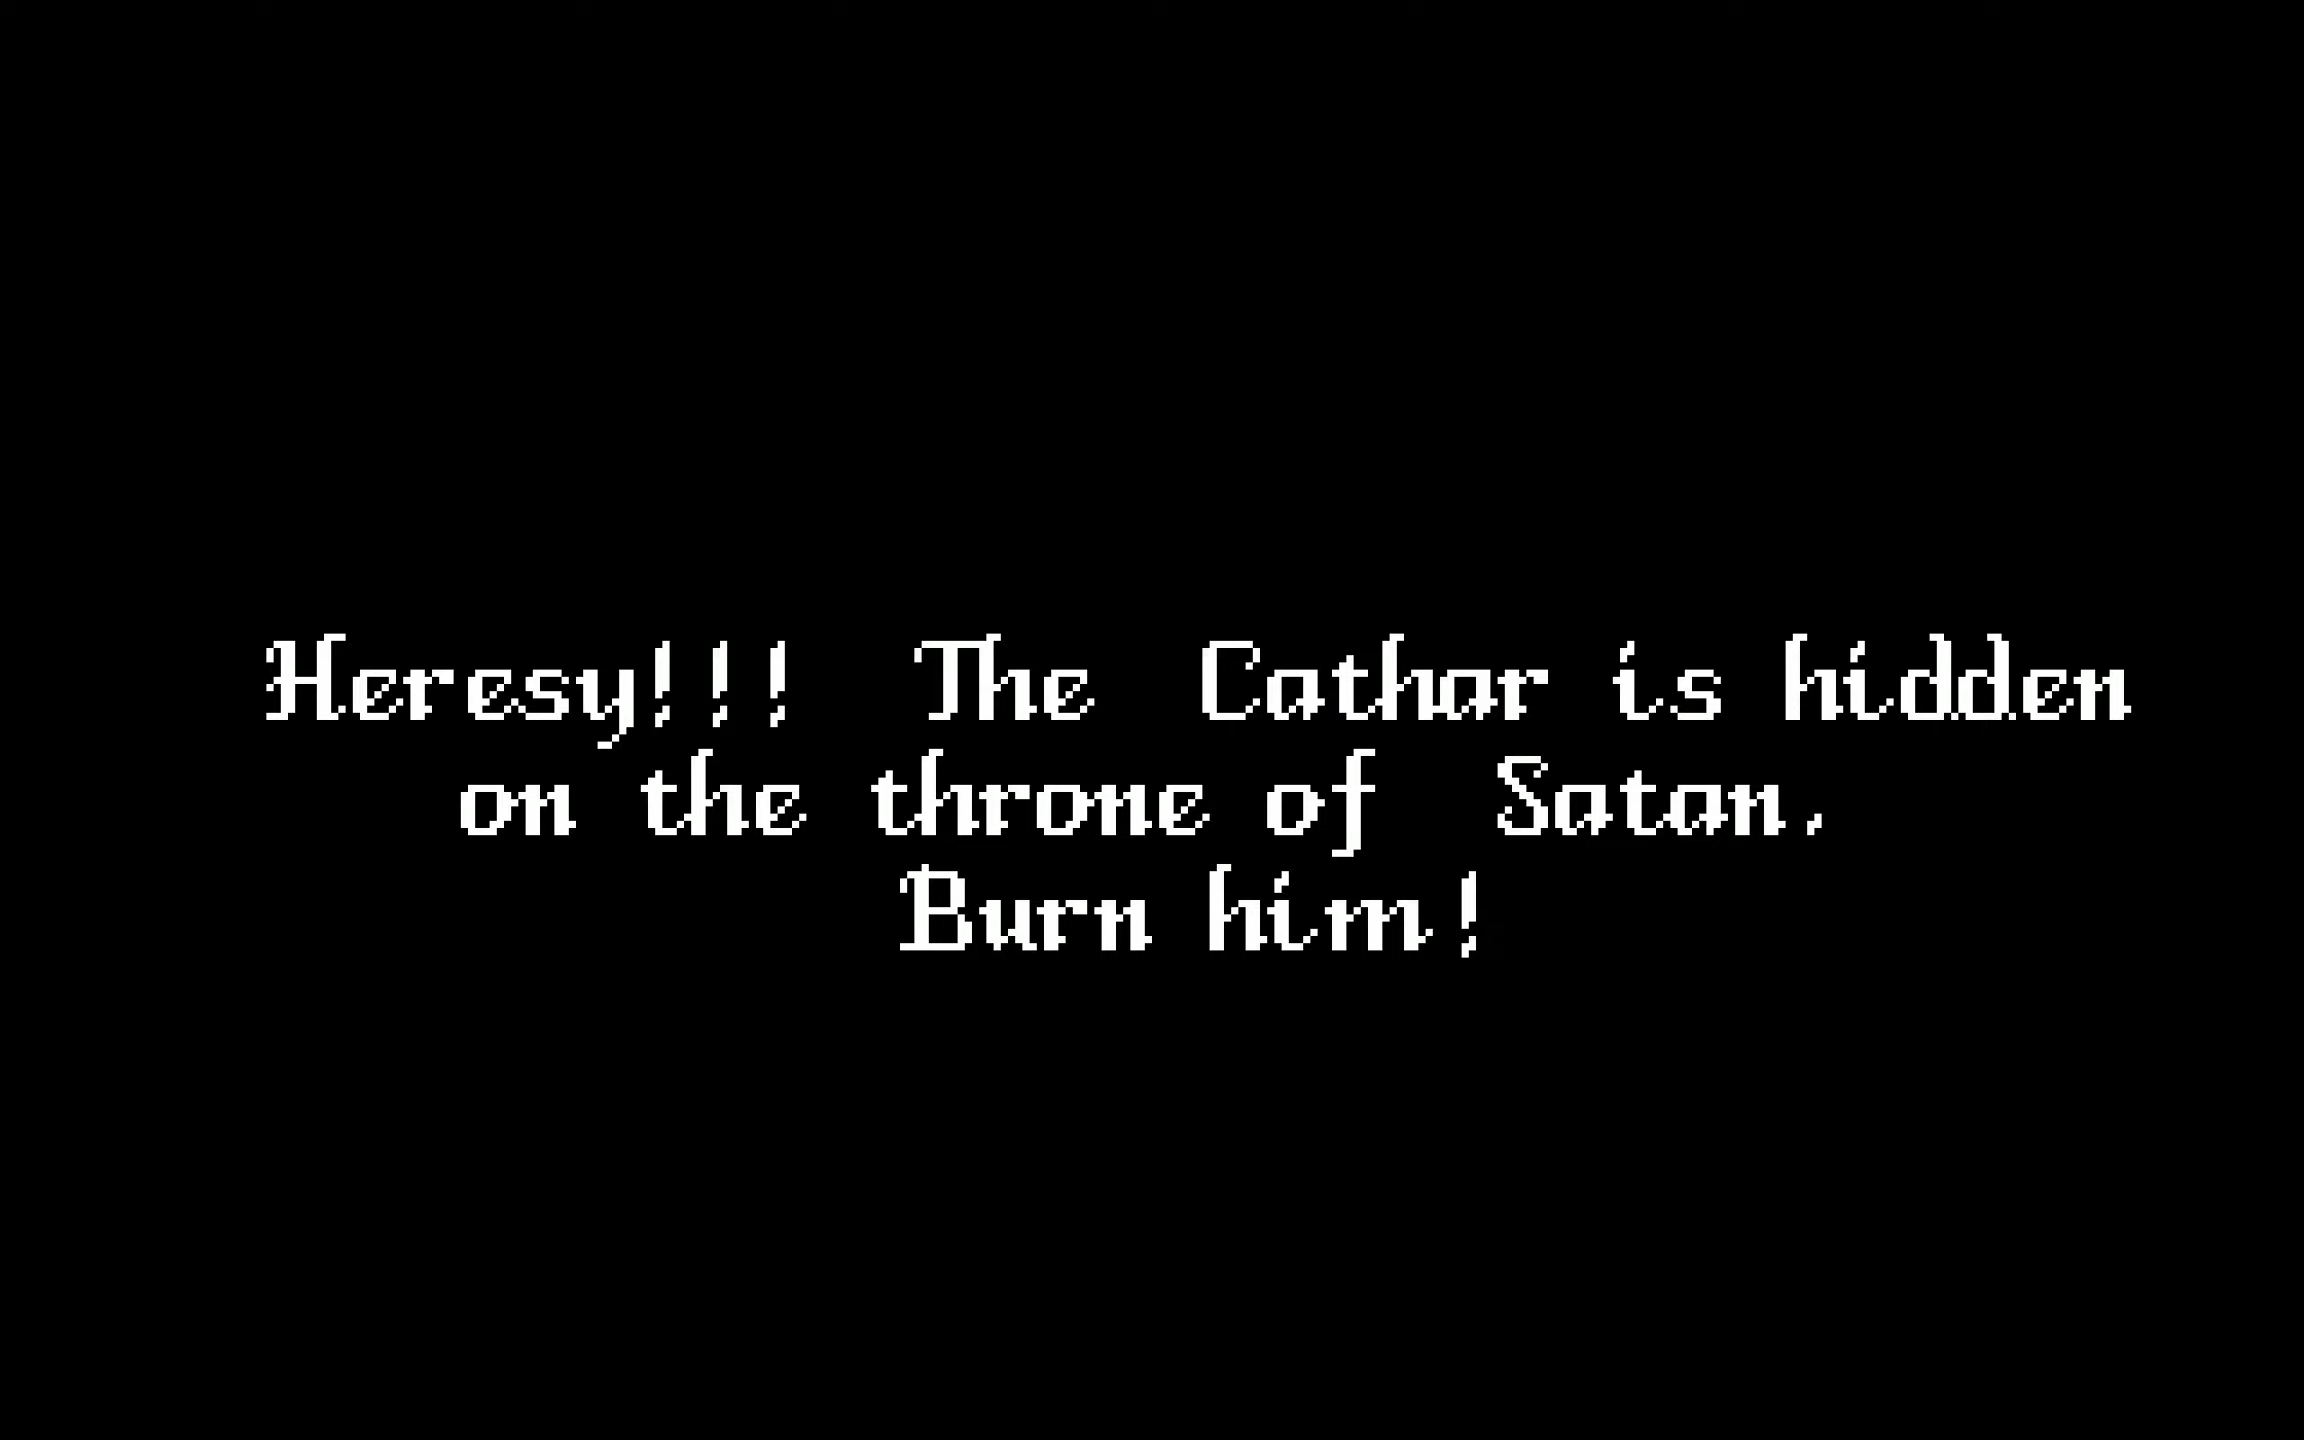 Heresy!!! The Cathar is hidden
on the throne of Satan.
Burn him!